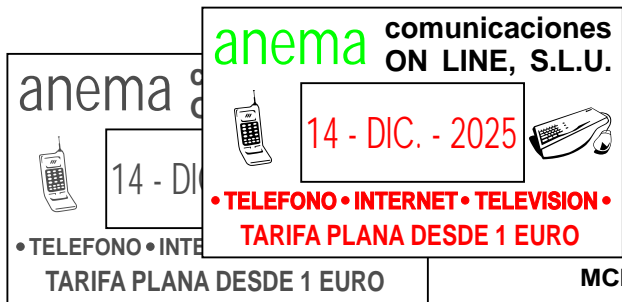 anema comunicaciones
ON LINE, S.L.U.
14 - DIC. - 2025
• TELEFONO • INTERNET • TELEVISION •
TARIFA PLANA DESDE 1 EURO
anema
14 - DI
• TELEFONO • INTE
TARIFA PLANA DESDE 1 EURO